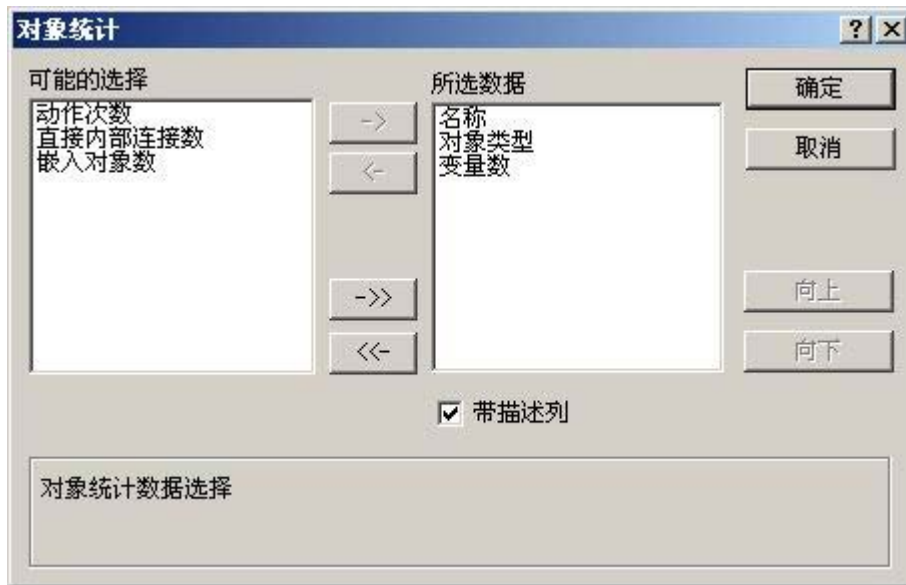 对象统计
可能的选择
动作次数
直接内部连接数
嵌入对象数
->
<-
->>
<<-
所选数据
名称
对象类型
变量数
带描述列
确定
取消
向上
向下
对象统计数据选择